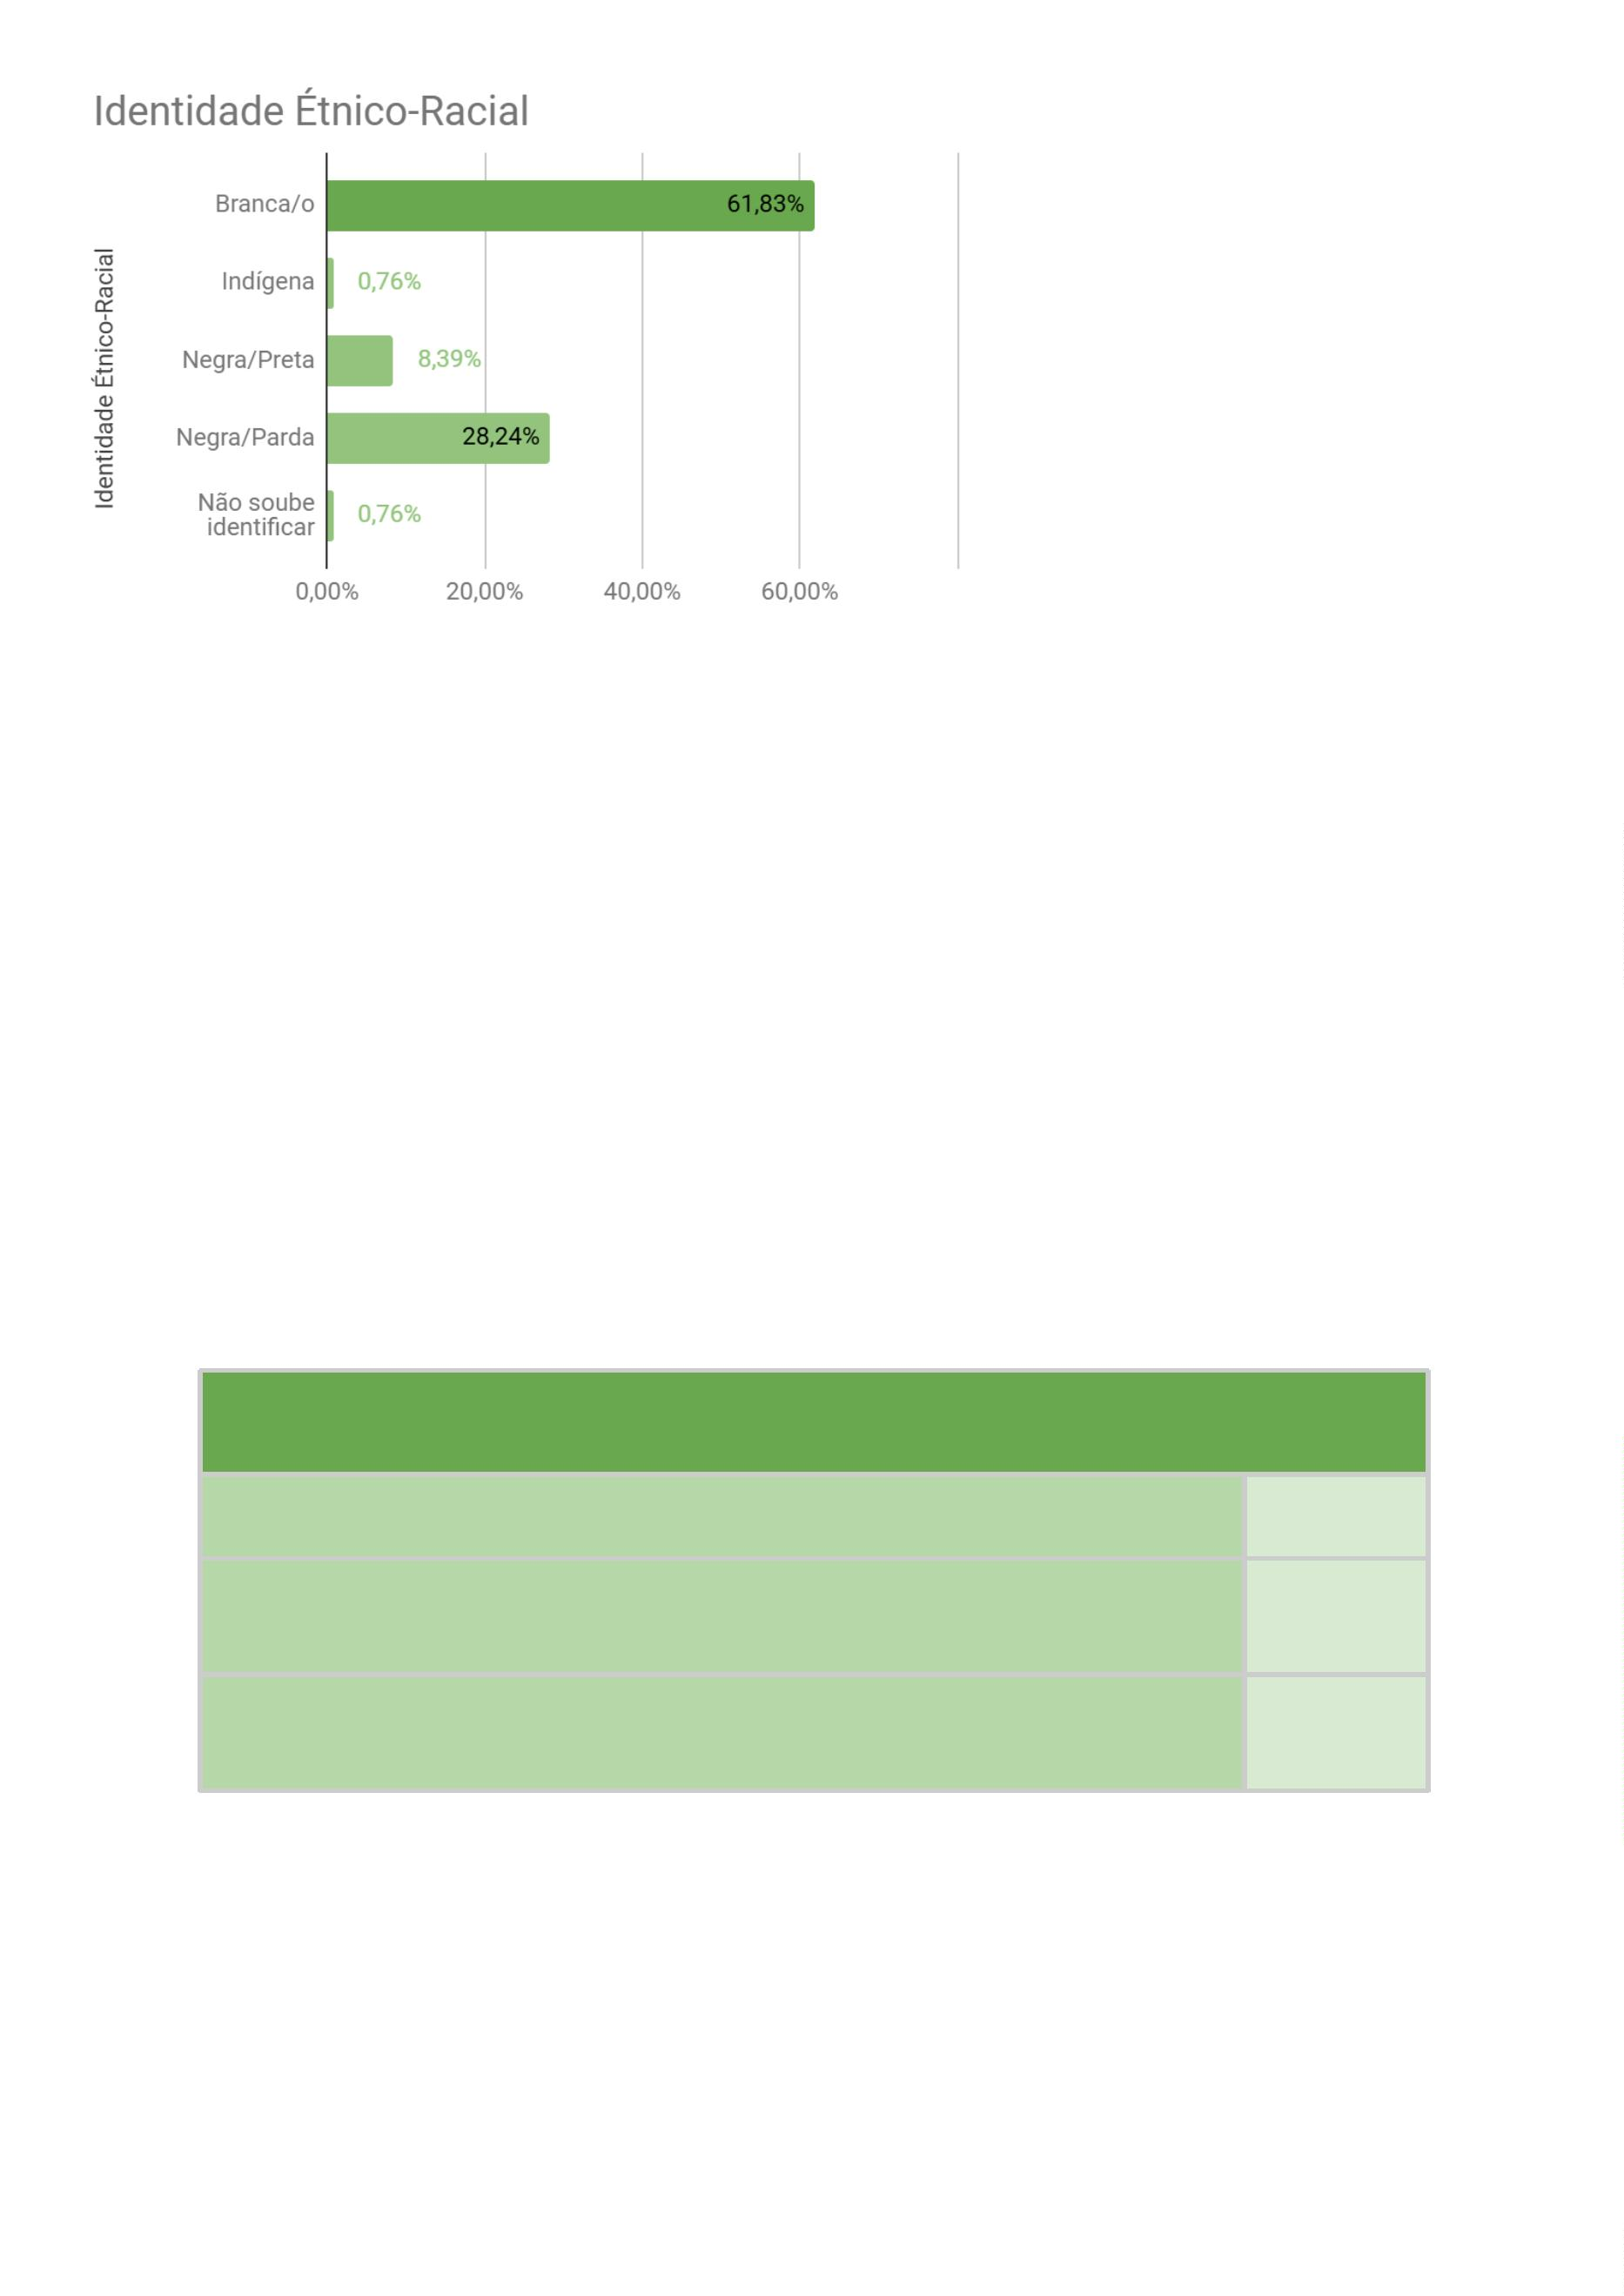 Identidade Étnico-Racial
Identidade Étnico-Racial
Branca/o 61,83%
Indígena 0,76%
Negra/Preta 8,39%
Negra/Parda 28,24%
Não soube
identificar 0,76%
0,00% 20,00% 40,00% 60,00%